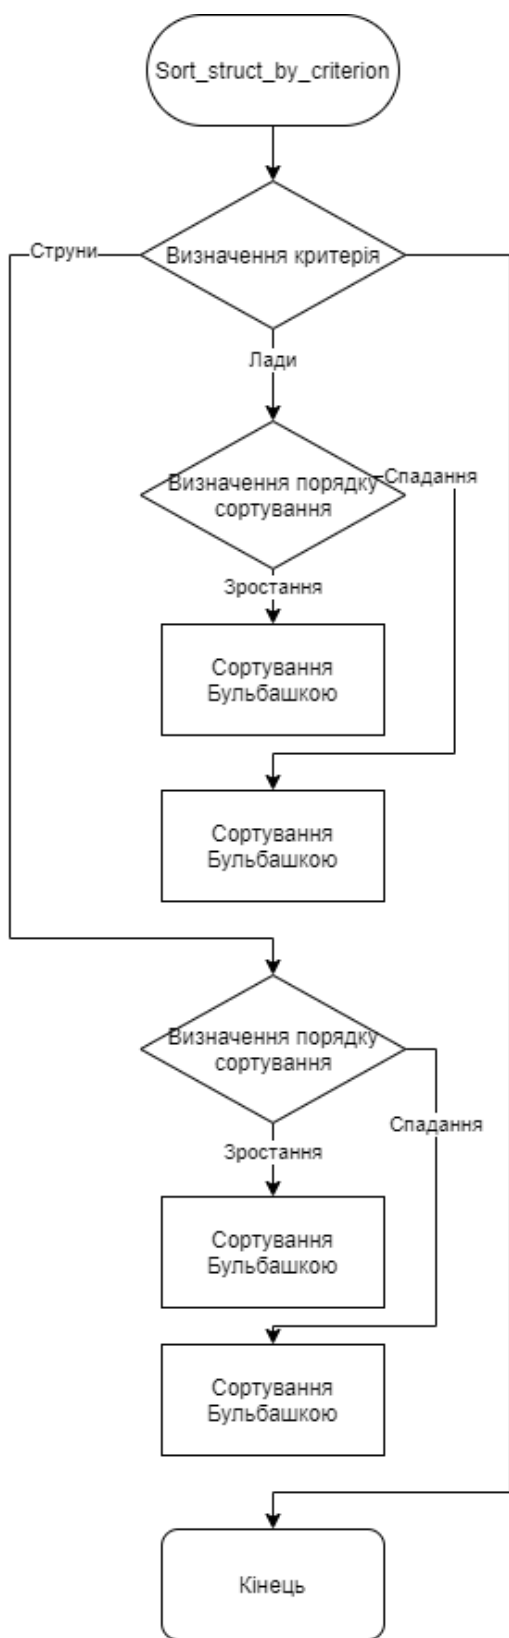 Sort_struct_by_criterion
Визначення критерія
Струни
Лади
Визначення порядку
сортування
Спадання
Зростання
Сортування
Бульбашкою
Сортування
Бульбашкою
Визначення порядку
сортування
Спадання
Зростання
Сортування
Бульбашкою
Сортування
Бульбашкою
Кінець